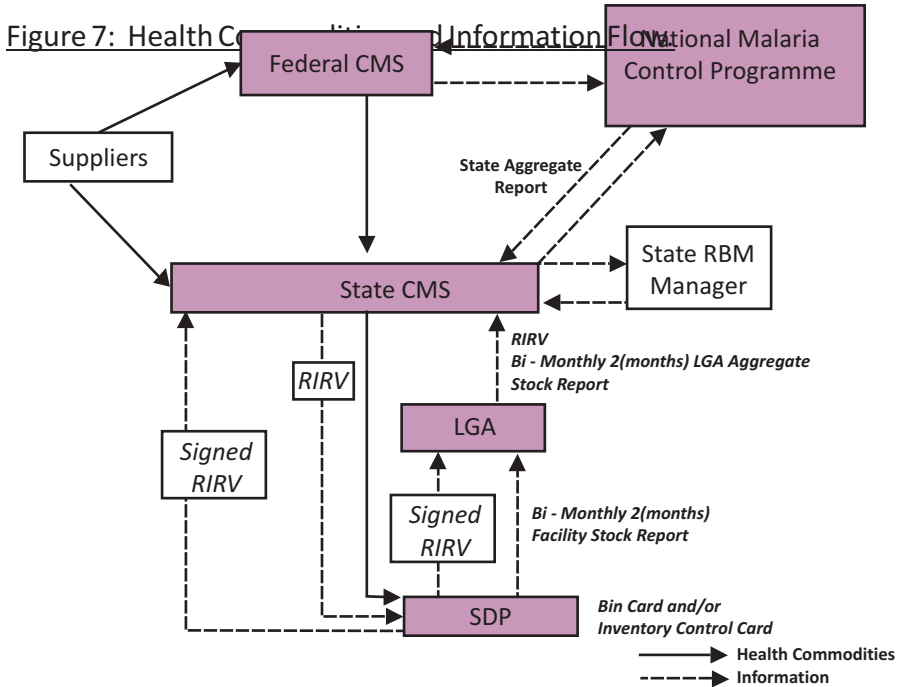 Figure 7: Health Co ditio d Information Flow.
Federal CMS
National Malaria
Control Programme
Suppliers
State Aggregate
Report
State RBM
Manager
State CMS
RIRV
RIRV
Bi - Monthly 2(months) LGA Aggregate
Stock Report
LGA
Signed
RIRV
Signed
RIRV
Bi - Monthly 2(months)
Facility Stock Report
SDP
Bin Card and/or
Inventory Control Card
Health Commodities
Information